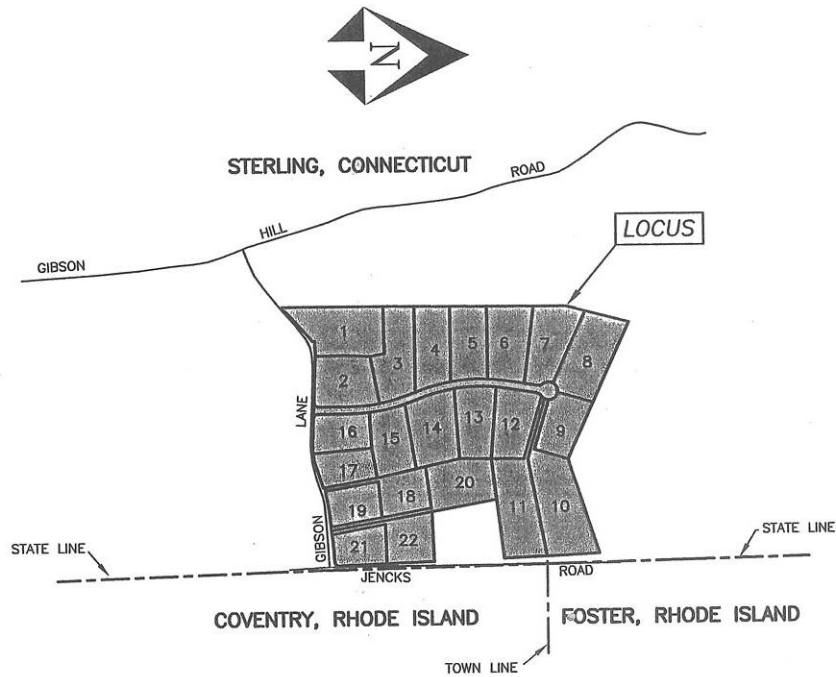 N
STERLING, CONNECTICUT
ROAD
HILL
GIBSON
LOCUS
1
2
3
4
5
6
7
8
LANE
16
15
14
13
12
9
17
19
18
20
11
10
GIBSON
21
22
STATE LINE
STATE LINE
JENCKS
ROAD
COVENTRY, RHODE ISLAND
FOSTER, RHODE ISLAND
TOWN LINE